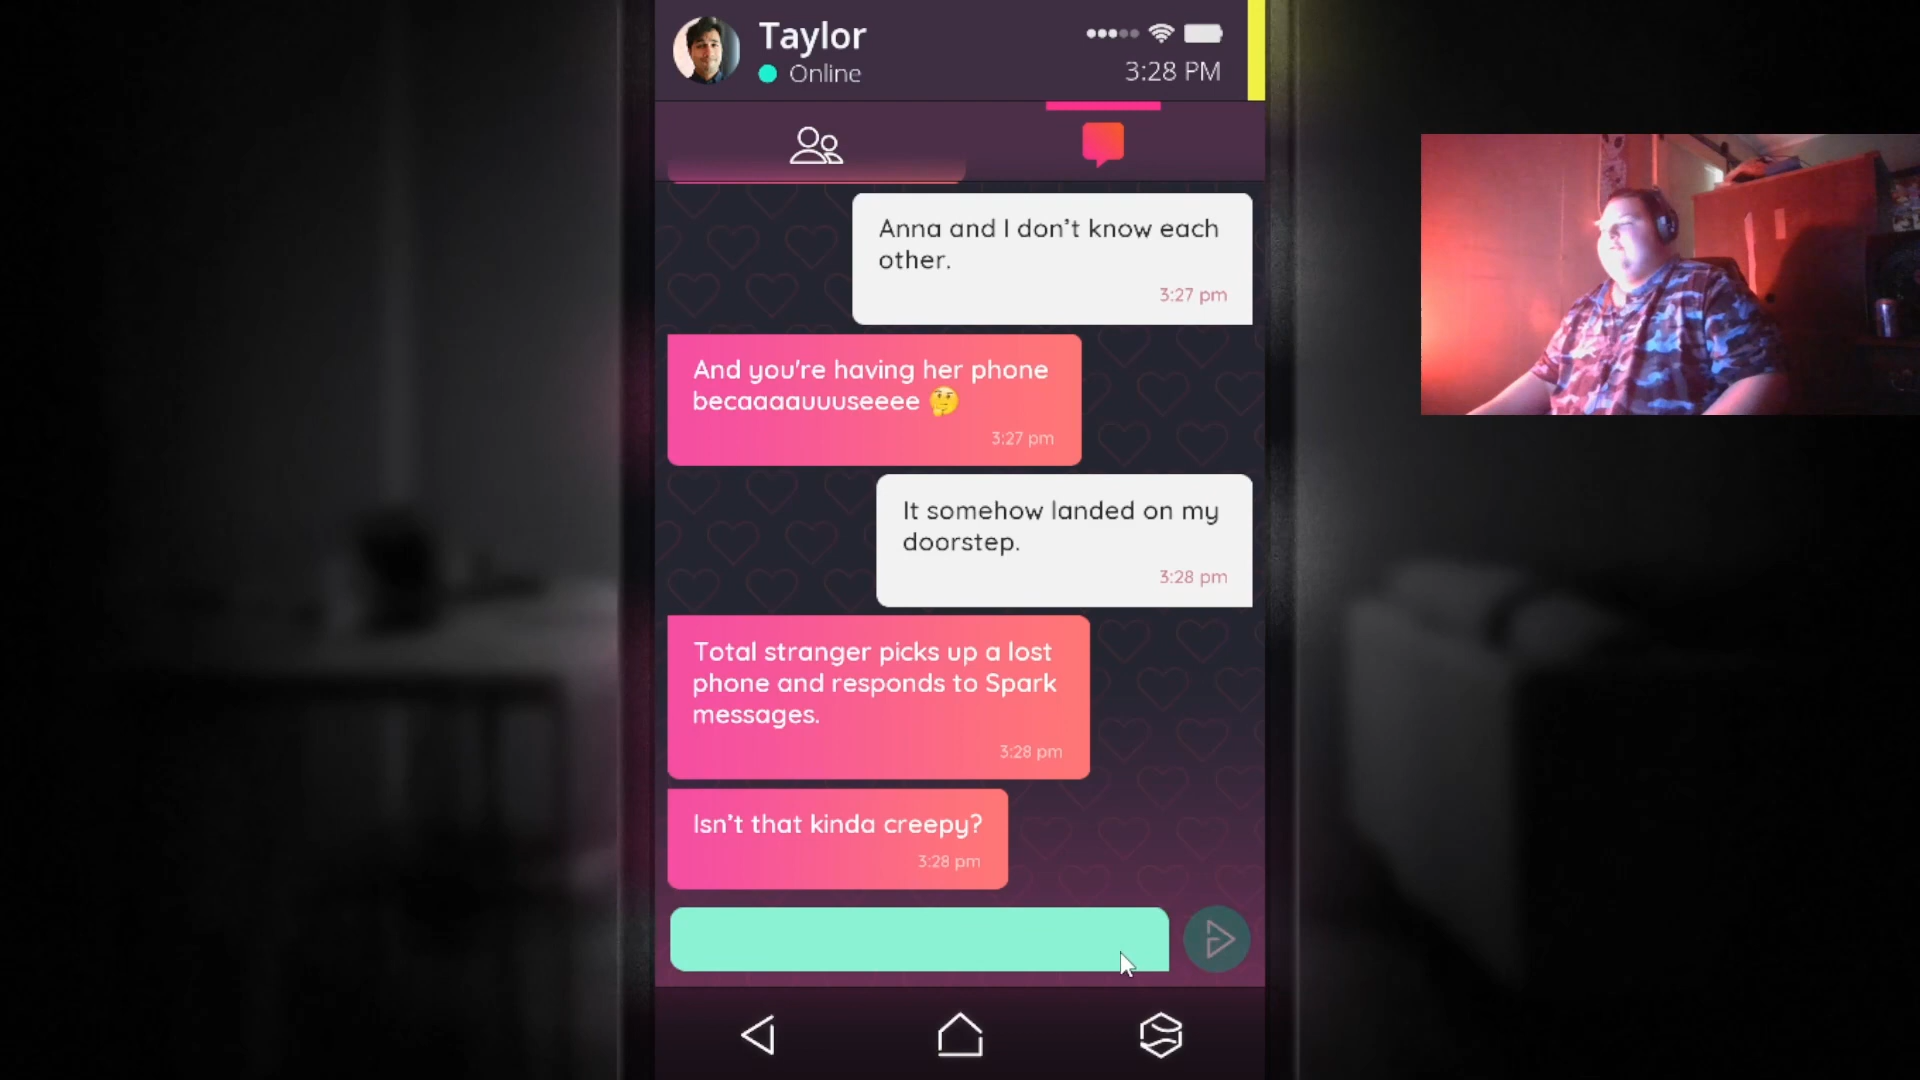 Taylor
Online
3:28 PM
Anna and I don’t know each
other.
3:27 pm
And you're having her phone
becaaaauuuseeee 🤔
3:27 pm
It somehow landed on my
doorstep.
3:28 pm
Total stranger picks up a lost
phone and responds to Spark
messages.
3:28 pm
Isn’t that kinda creepy?
3:28 pm